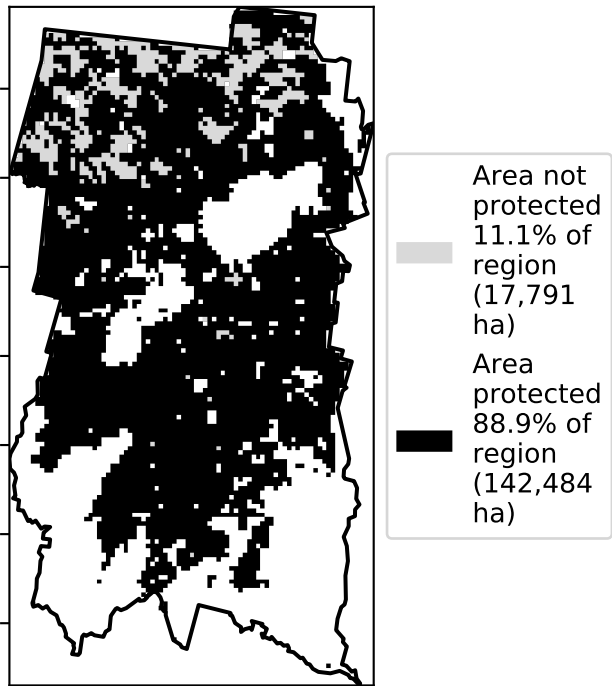 Area not
protected
11.1% of
region
(17,791
ha)
Area
protected
88.9% of
region
(142,484
ha)